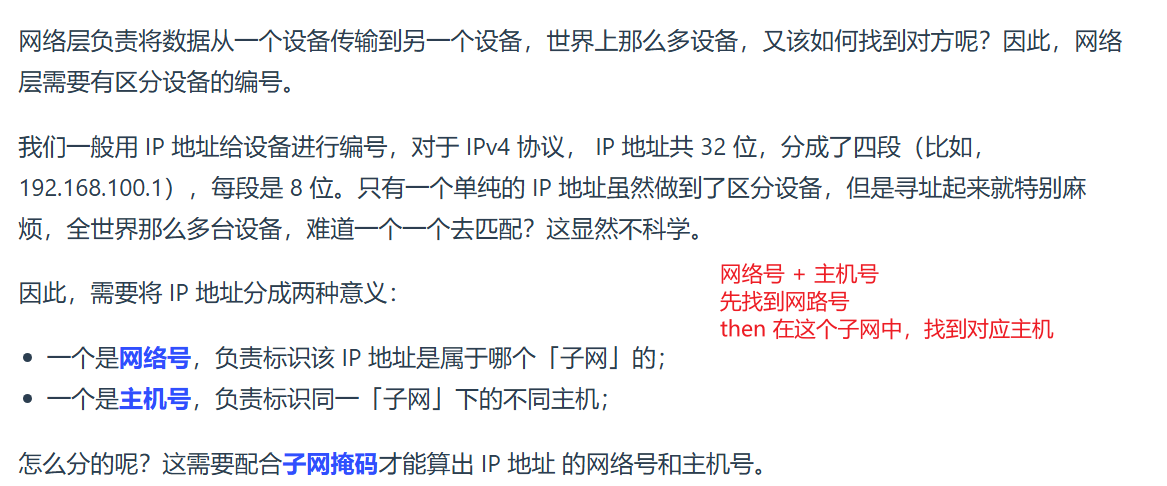 网络层负责将数据从一个设备传输到另一个设备，世界上那么多设备，又该如何找到对方呢？因此，网络
层需要有区分设备的编号。
我们一般用 IP 地址给设备进行编号，对于 IPv4 协议， IP 地址共 32 位，分成了四段（比如，
192.168.100.1），每段是 8 位。只有一个单纯的 IP 地址虽然做到了区分设备，但是寻址起来就特别麻
烦，全世界那么多台设备，难道一个一个去匹配？这显然不科学。
因此，需要将 IP 地址分成两种意义：
网络号 + 主机号
先找到网路号
then 在这个子网中，找到对应主机
• 一个是网络号，负责标识该 IP 地址是属于哪个「子网」的；
• 一个是主机号，负责标识同一「子网」下的不同主机；
怎么分的呢？这需要配合子网掩码才能算出 IP 地址 的网络号和主机号。